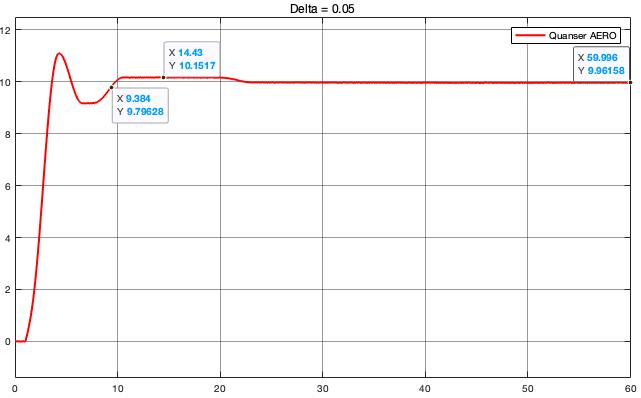 Delta = 0.05
12
10
8
6
4
2
0
Quanser AERO
X 14.43
Y 10.1517
X 59.996
Y 9.96158
X 9.384
Y 9.79628
0
10
20
30
40
50
60